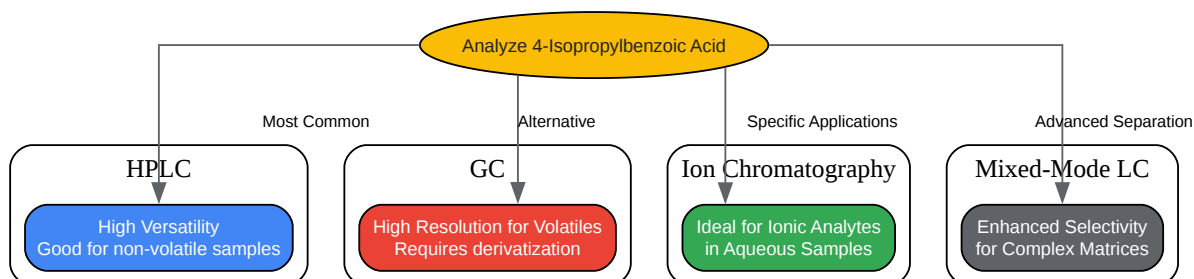 Analyze 4-Isopropylbenzoic Acid
Most Common
Alternative
Specific Applications
Advanced Separation
HPLC
GC
Ion Chromatography
Mixed-Mode LC
High Versatility
Good for non-volatile samples
High Resolution for Volatiles
Requires derivatization
Ideal for Ionic Analytes
in Aqueous Samples
Enhanced Selectivity
for Complex Matrices